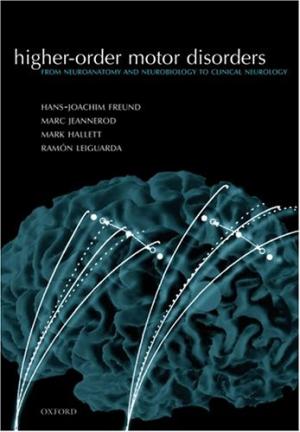 higher-order motor disorders
FROM NEUROANATOMY AND NEUROBIOLOGY TO CLINICAL NEUROLOGY
HANS-JOACHIM FREUND
MARC JEANNEROD
MARK HALLETT
RAMÓN LEIGUARDA
OXFORD